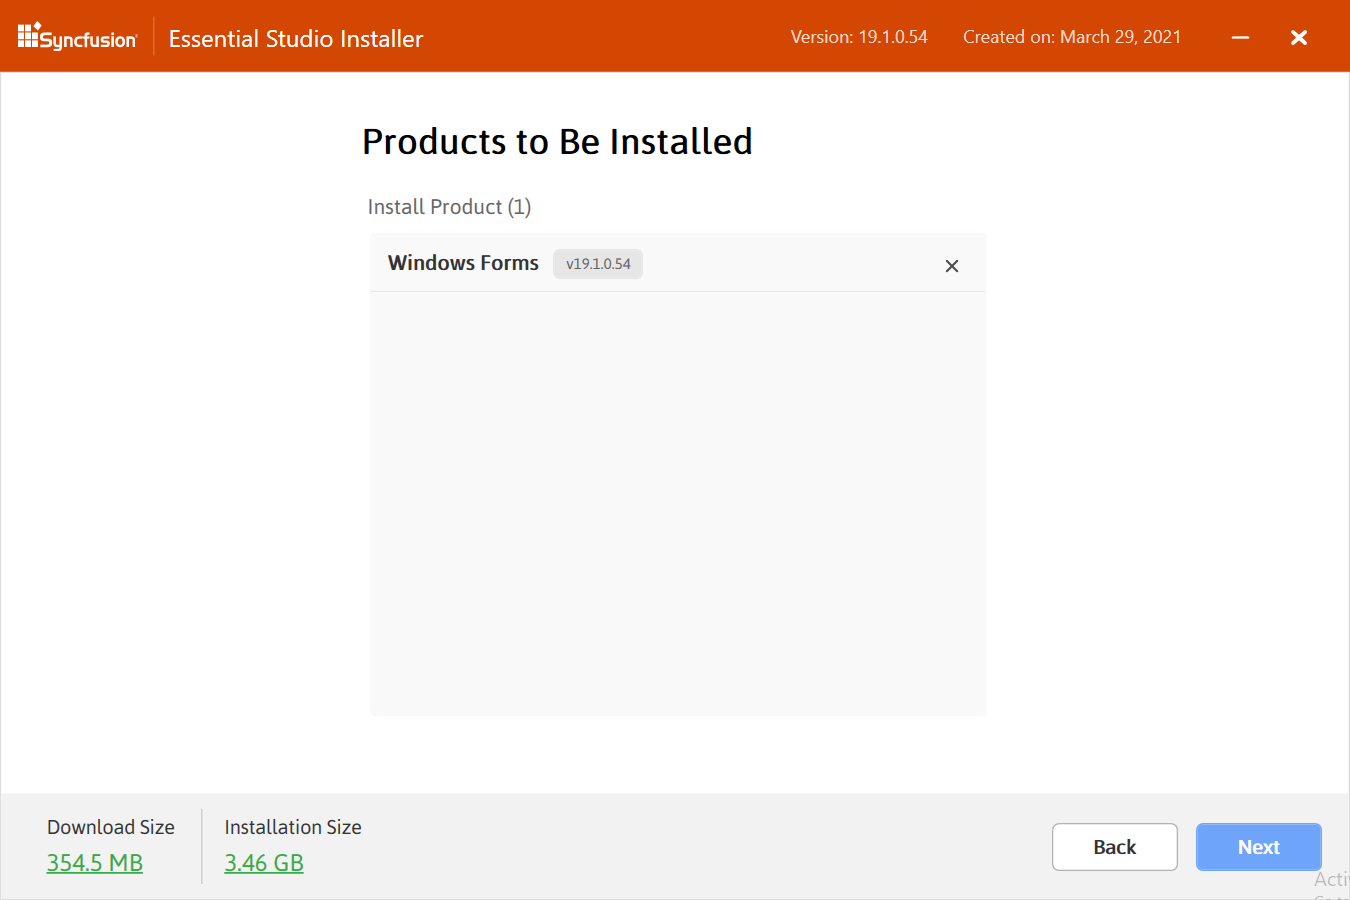 Syncfusion
Essential Studio Installer
Version: 19.1.0.54
Created on: March 29, 2021
Products to Be Installed
Install Product (1)
Windows Forms
v19.1.0.54
Download Size
354.5 MB
Installation Size
3.46 GB
Back
Next
Acti